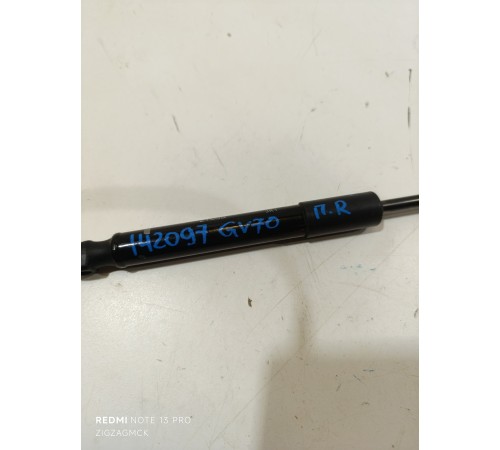 142097 GV70 П.R
REDMI NOTE 13 PRO
ZIGZAGMCK